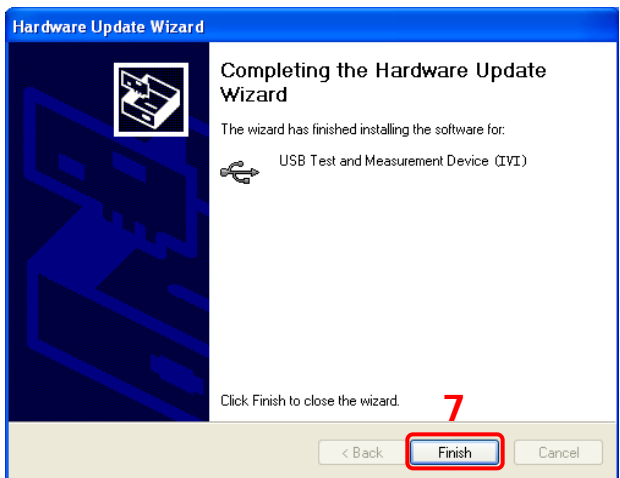 Hardware Update Wizard
Completing the Hardware Update
Wizard
The wizard has finished installing the software for:
USB Test and Measurement Device (IVI)
Click Finish to close the wizard.
7
< Back
Finish
Cancel